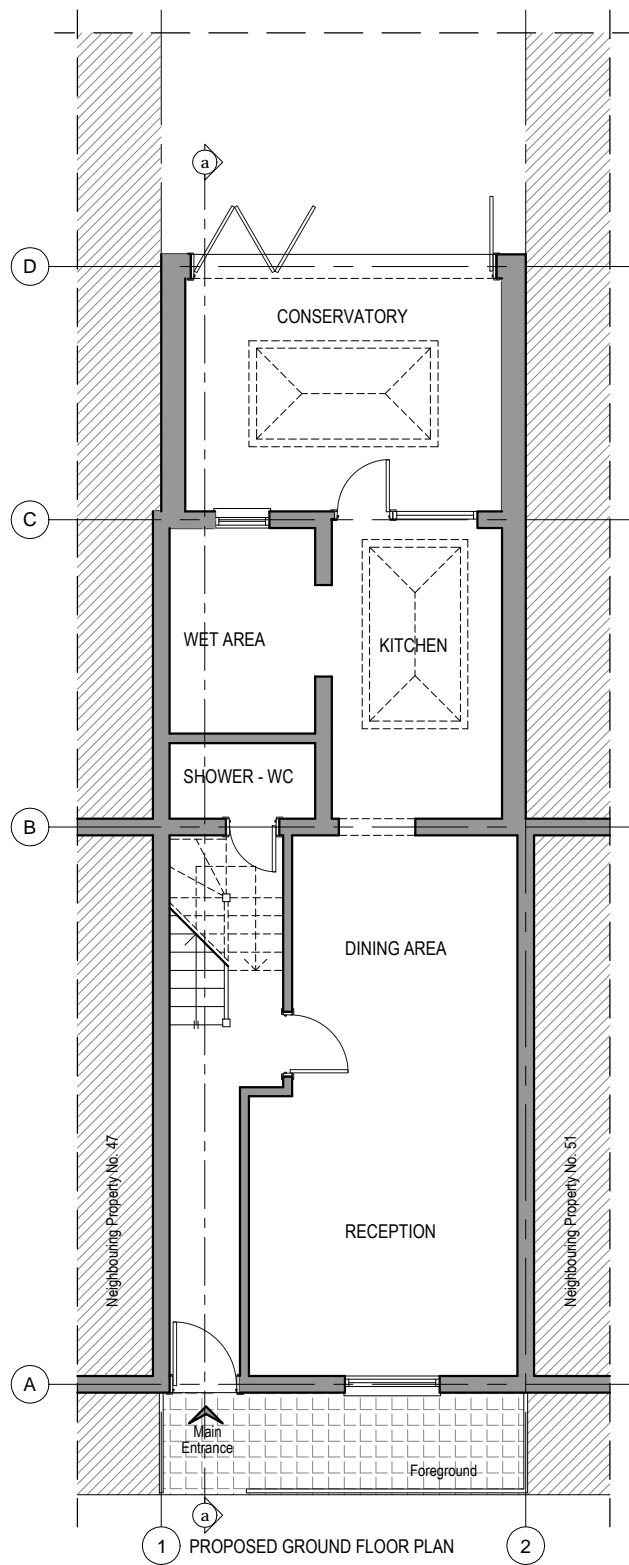 a
D
CONSERVATORY
C
WET AREA
KITCHEN
SHOWER - WC
B
DINING AREA
Neighbouring Property No. 47
Neighbouring Property No. 51
RECEPTION
A
Main
Entrance
Foreground
a
1
PROPOSED GROUND FLOOR PLAN
2